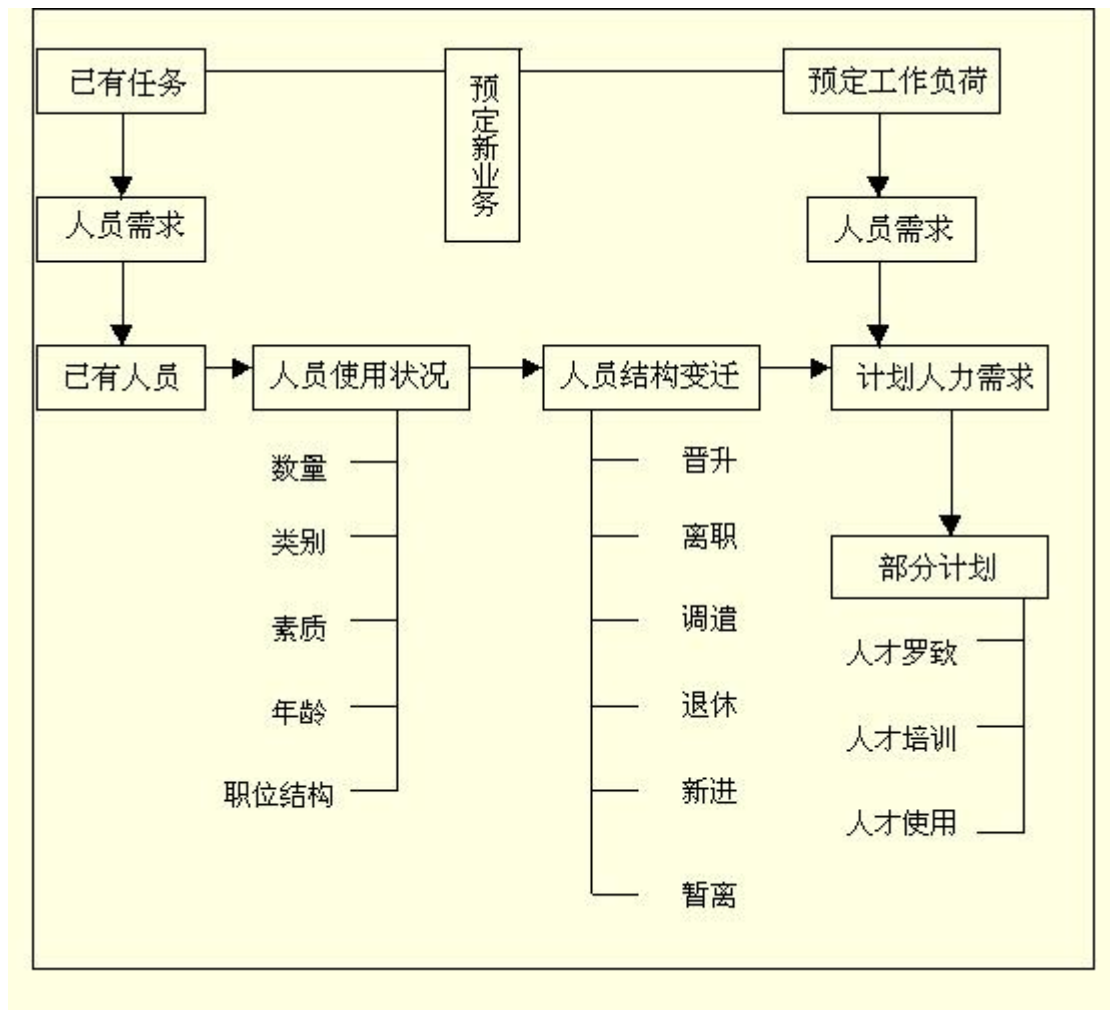 已有任务
预定新业务
预定工作负荷
人员需求
人员需求
已有人员
人员使用状况
人员结构变迁
计划人力需求
数量
类别
素质
年龄
职位结构
晋升
离职
调遣
退休
新进
暂离
部分计划
人才罗致
人才培训
人才使用